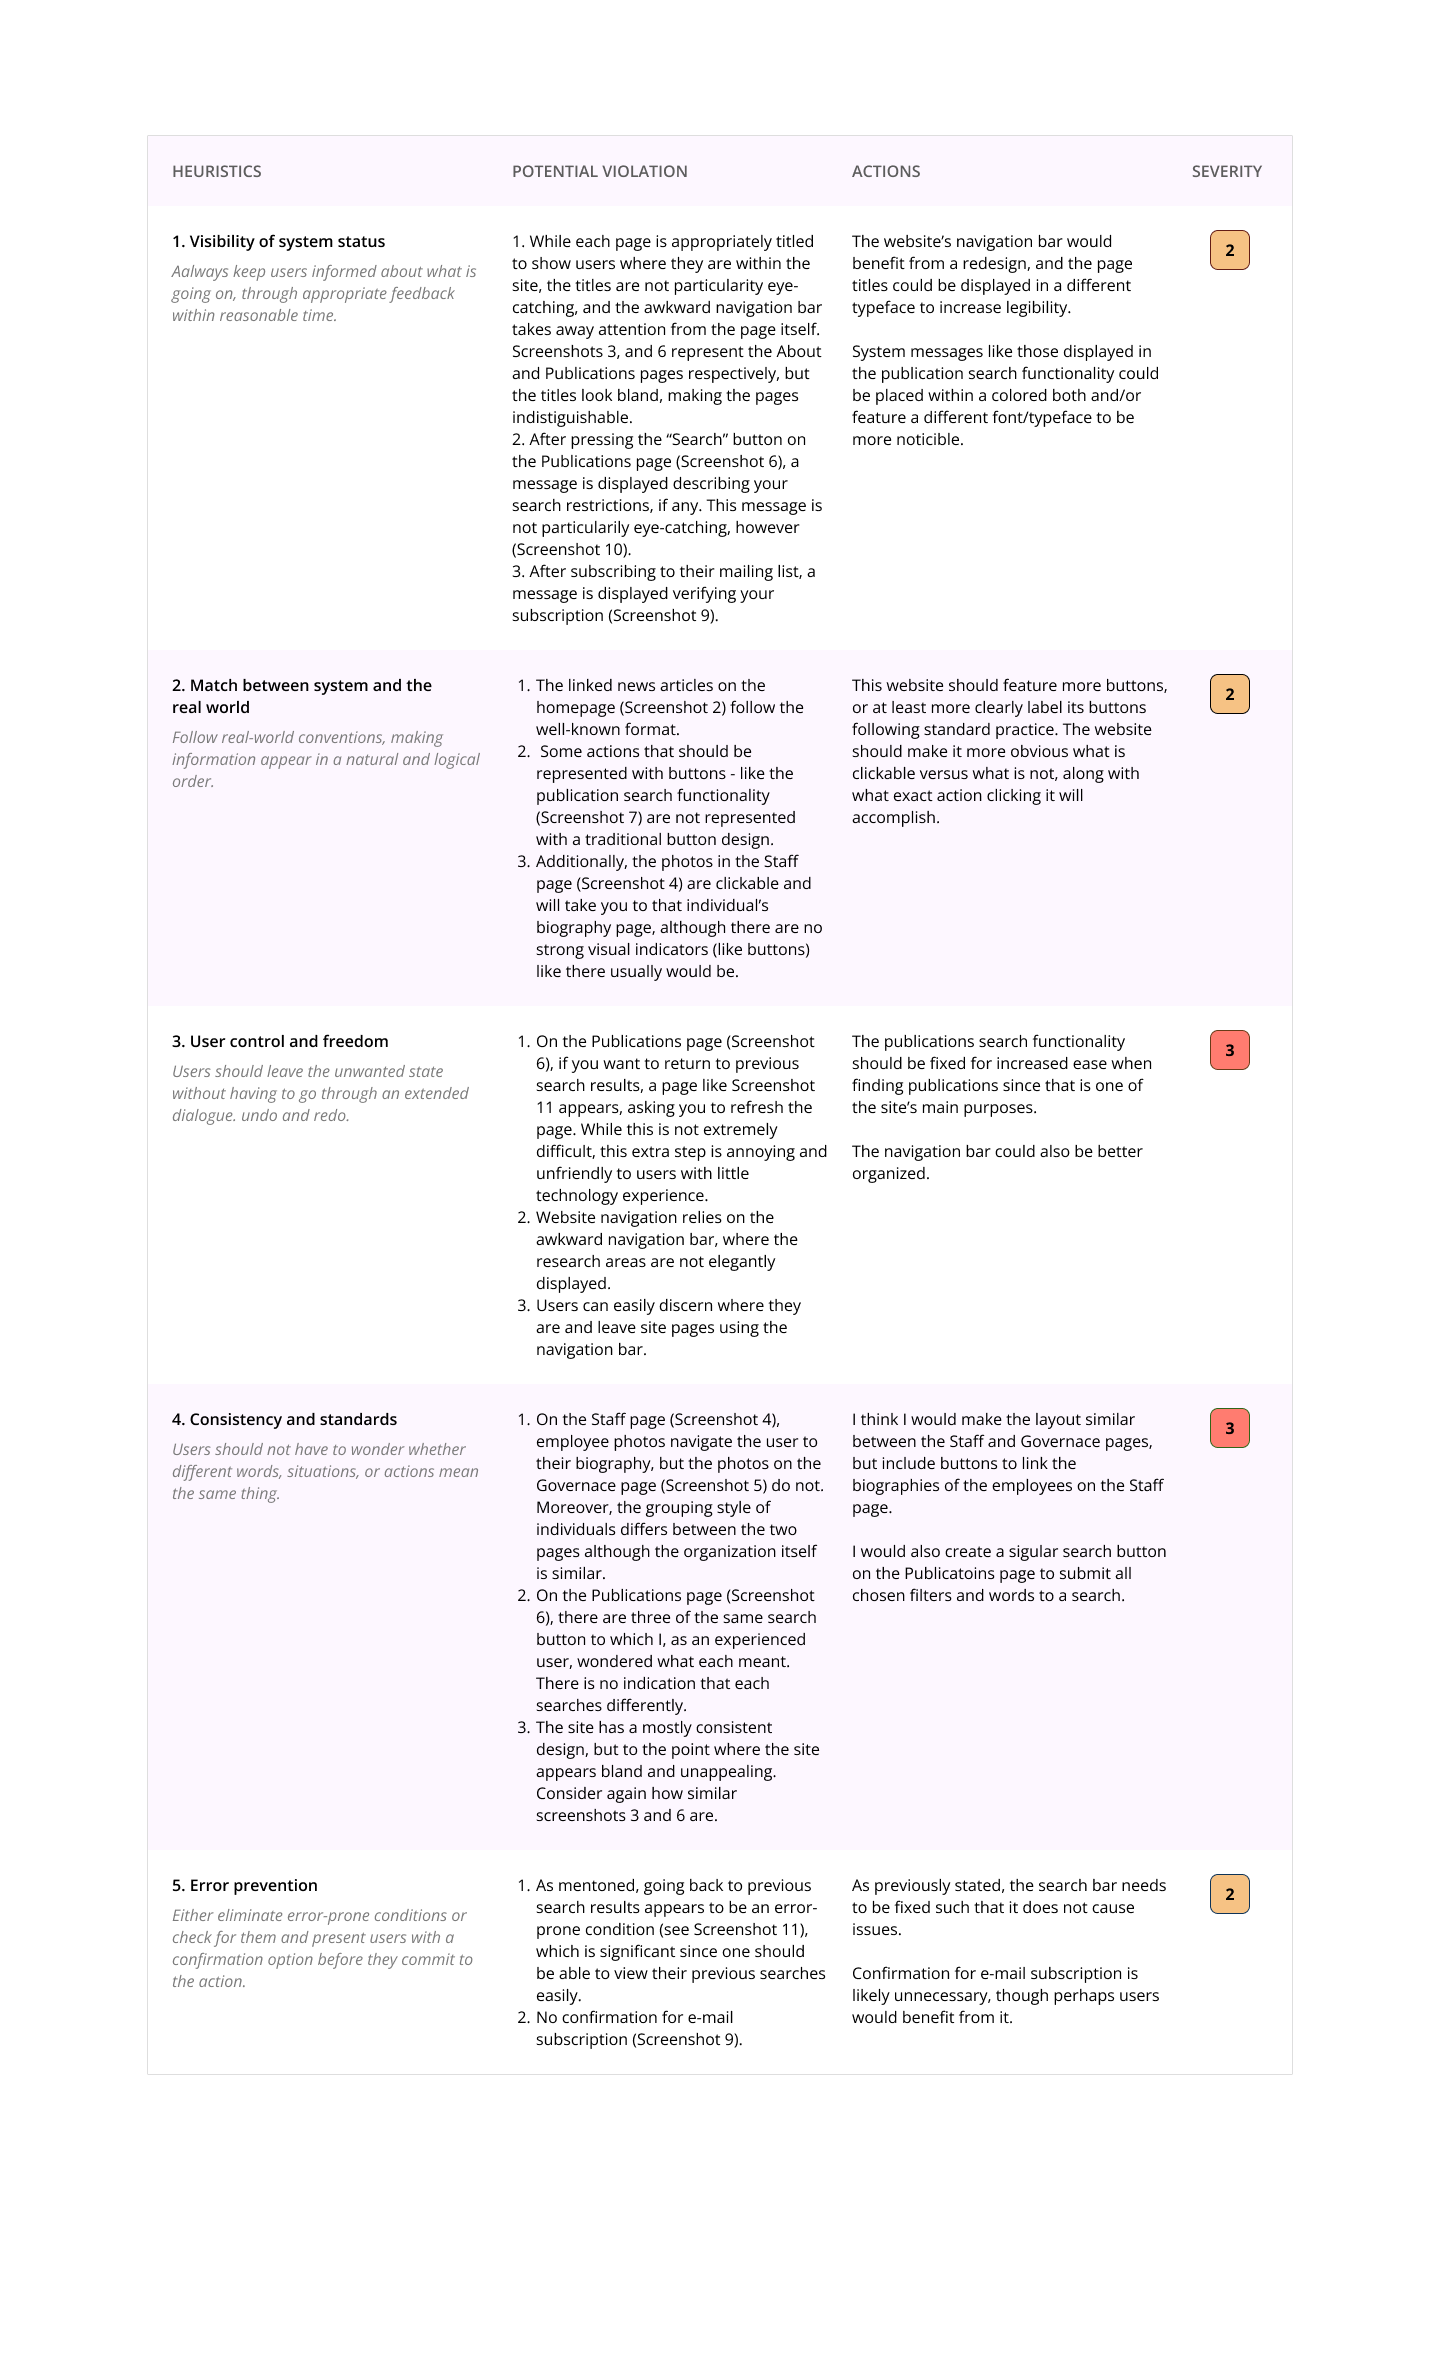 HEURISTICS
POTENTIAL VIOLATION
ACTIONS
SEVERITY
1. Visibility of system status
Aalways keep users informed about what is
going on, through appropriate feedback
within reasonable time.
1. While each page is appropriately titled
to show users where they are within the
site, the titles are not particularity eye-
catching, and the awkward navigation bar
takes away attention from the page itself.
Screenshots 3, and 6 represent the About
and Publications pages respectively, but
the titles look bland, making the pages
indistiguishable.
2. After pressing the “Search” button on
the Publications page (Screenshot 6), a
message is displayed describing your
search restrictions, if any. This message is
not particularily eye-catching, however
(Screenshot 10).
3. After subscribing to their mailing list, a
message is displayed verifying your
subscription (Screenshot 9).
The website’s navigation bar would
benefit from a redesign, and the page
titles could be displayed in a different
typeface to increase legibility.
System messages like those displayed in
the publication search functionality could
be placed within a colored both and/or
feature a different font/typeface to be
more noticible.
2
2. Match between system and the
real world
Follow real-world conventions, making
information appear in a natural and logical
order.
1. The linked news articles on the
homepage (Screenshot 2) follow the
well-known format.
2. Some actions that should be
represented with buttons - like the
publication search functionality
(Screenshot 7) are not represented
with a traditional button design.
3. Additionally, the photos in the Staff
page (Screenshot 4) are clickable and
will take you to that individual’s
biography page, although there are no
strong visual indicators (like buttons)
like there usually would be.
This website should feature more buttons,
or at least more clearly label its buttons
following standard practice. The website
should make it more obvious what is
clickable versus what is not, along with
what exact action clicking it will
accomplish.
2
3. User control and freedom
Users should leave the unwanted state
without having to go through an extended
dialogue. undo and redo.
1. On the Publications page (Screenshot
6), if you want to return to previous
search results, a page like Screenshot
11 appears, asking you to refresh the
page. While this is not extremely
difficult, this extra step is annoying and
unfriendly to users with little
technology experience.
2. Website navigation relies on the
awkward navigation bar, where the
research areas are not elegantly
displayed.
3. Users can easily discern where they
are and leave site pages using the
navigation bar.
The publications search functionality
should be fixed for increased ease when
finding publications since that is one of
the site’s main purposes.
The navigation bar could also be better
organized.
3
4. Consistency and standards
Users should not have to wonder whether
different words, situations, or actions mean
the same thing.
1. On the Staff page (Screenshot 4),
employee photos navigate the user to
their biography, but the photos on the
Governace page (Screenshot 5) do not.
Moreover, the grouping style of
individuals differs between the two
pages although the organization itself
is similar.
2. On the Publications page (Screenshot
6), there are three of the same search
button to which I, as an experienced
user, wondered what each meant.
There is no indication that each
searches differently.
3. The site has a mostly consistent
design, but to the point where the site
appears bland and unappealing.
Consider again how similar
screenshots 3 and 6 are.
I think I would make the layout similar
between the Staff and Governace pages,
but include buttons to link the
biographies of the employees on the Staff
page.
I would also create a sigular search button
on the Publicatoins page to submit all
chosen filters and words to a search.
3
5. Error prevention
Either eliminate error-prone conditions or
check for them and present users with a
confirmation option before they commit to
the action.
1. As mentoned, going back to previous
search results appears to be an error-
prone condition (see Screenshot 11),
which is significant since one should
be able to view their previous searches
easily.
2. No confirmation for e-mail
subscription (Screenshot 9).
As previously stated, the search bar needs
to be fixed such that it does not cause
issues.
Confirmation for e-mail subscription is
likely unnecessary, though perhaps users
would benefit from it.
2